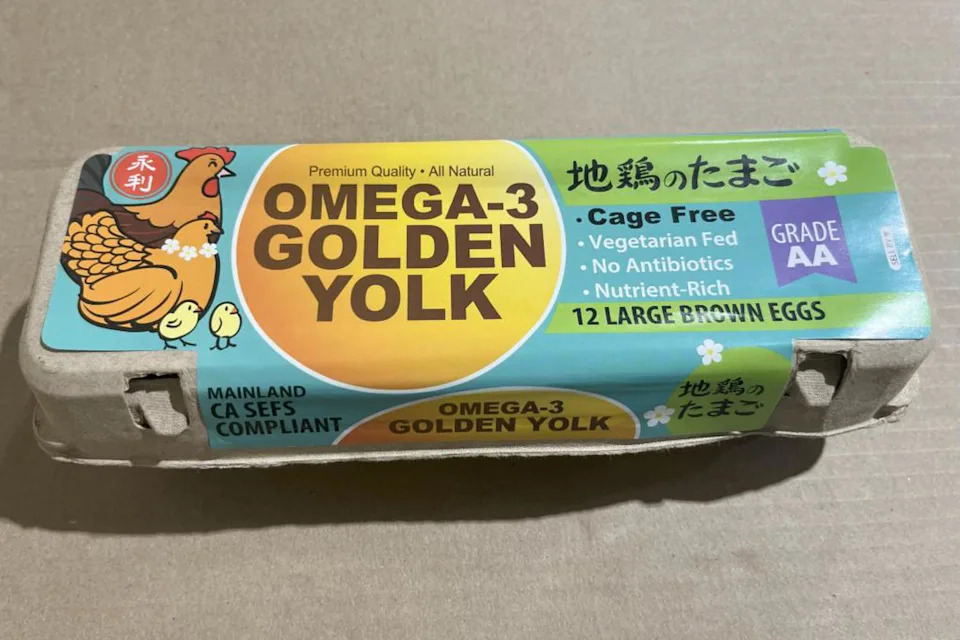 永利
Premium Quality • All Natural
OMEGA-3
GOLDEN
YOLK
地鶏のたまご
• Cage Free
• Vegetarian Fed
• No Antibiotics
• Nutrient-Rich
12 LARGE BROWN EGGS
GRADE
AA
SELL BY
MAINLAND
CA SEFS
COMPLIANT
OMEGA-3
GOLDEN YOLK
地鶏の
たまご